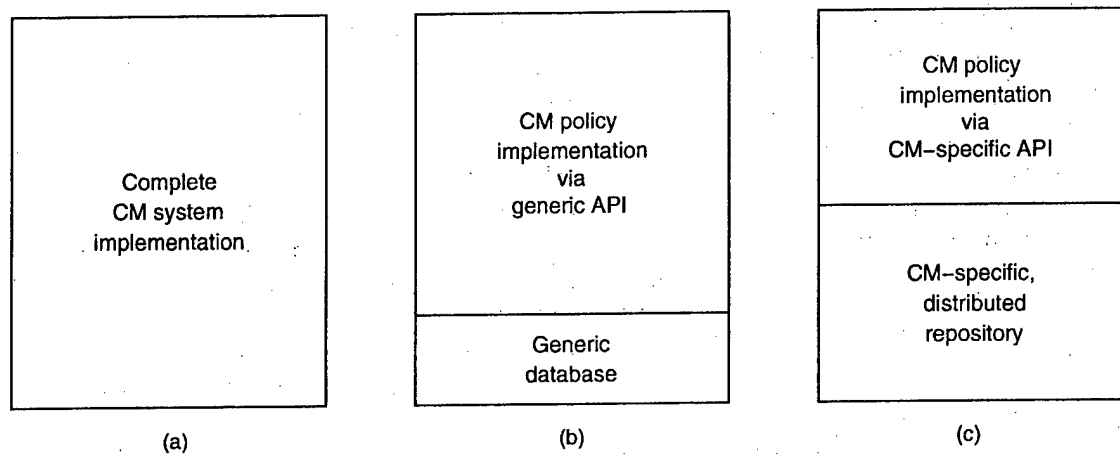 Complete
CM system
implementation
(a)
CM policy
implementation
via
generic API
Generic
database
(b)
CM policy
implementation
via
CM–specific API
CM–specific,
distributed
repository
(c)